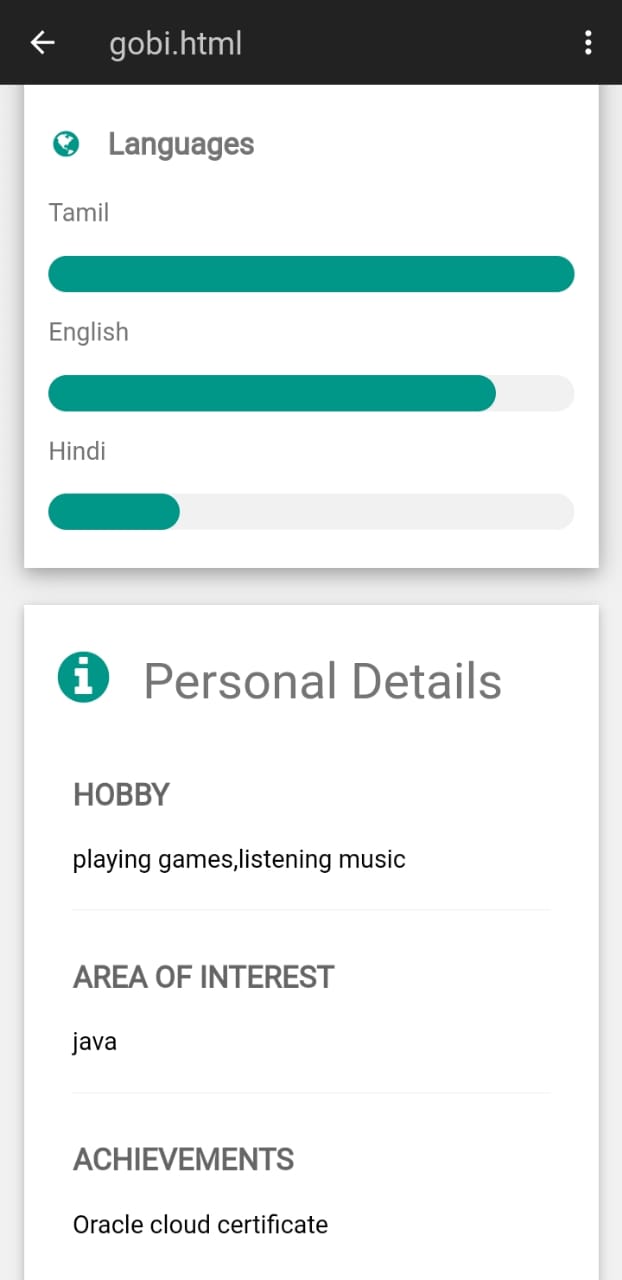 gobi.html
Languages
Tamil
English
Hindi
Personal Details
HOBBY
playing games,listening music
AREA OF INTEREST
java
ACHIEVEMENTS
Oracle cloud certificate